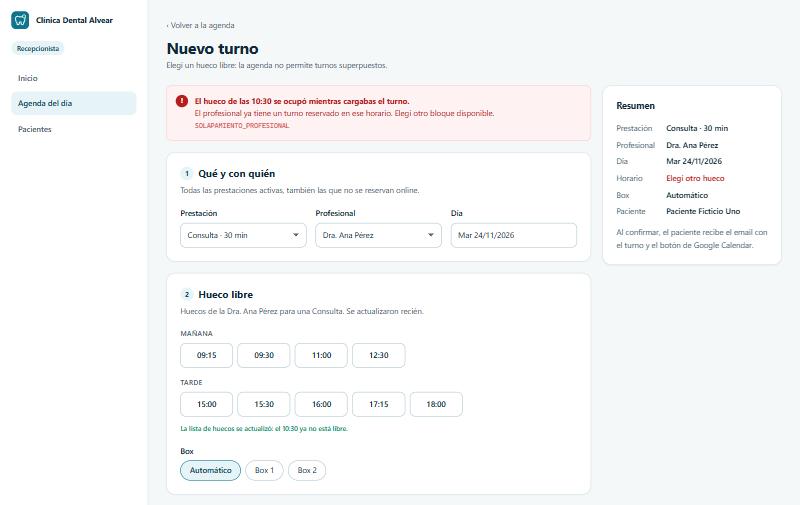 Clínica Dental Alvear
Recepcionista
Inicio
Agenda del día
Pacientes
‹ Volver a la agenda
Nuevo turno
Elegí un hueco libre: la agenda no permite turnos superpuestos.
!
El hueco de las 10:30 se ocupó mientras cargabas el turno.
El profesional ya tiene un turno reservado en ese horario. Elegí otro bloque disponible.
SOLAPAMIENTO_PROFESIONAL
1 Qué y con quién
Todas las prestaciones activas, también las que no se reservan online.
Prestación Profesional Día
Consulta · 30 min Dra. Ana Pérez Mar 24/11/2026
2 Hueco libre
Huecos de la Dra. Ana Pérez para una Consulta. Se actualizaron recién.
MAÑANA
09:15 09:30 11:00 12:30
TARDE
15:00 15:30 16:00 17:15 18:00
La lista de huecos se actualizó: el 10:30 ya no está libre.
Box
Automático Box 1 Box 2
Resumen
Prestación Consulta · 30 min
Profesional Dra. Ana Pérez
Día Mar 24/11/2026
Horario Elegí otro hueco
Box Automático
Paciente Paciente Ficticio Uno
Al confirmar, el paciente recibe el email con
el turno y el botón de Google Calendar.